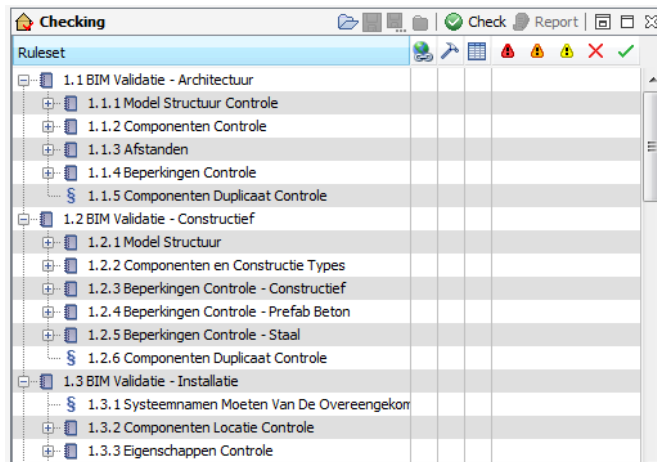 Checking
Check Report
Ruleset
1.1 BIM Validatie - Architectuur
1.1.1 Model Structuur Controle
1.1.2 Componenten Controle
1.1.3 Afstanden
1.1.4 Beperkingen Controle
§ 1.1.5 Componenten Duplicaat Controle
1.2 BIM Validatie - Constructief
1.2.1 Model Structuur
1.2.2 Componenten en Constructie Types
1.2.3 Beperkingen Controle - Constructief
1.2.4 Beperkingen Controle - Prefab Beton
1.2.5 Beperkingen Controle - Staal
§ 1.2.6 Componenten Duplicaat Controle
1.3 BIM Validatie - Installatie
§ 1.3.1 Systeemnamen Moeten Van De Overeengekom
1.3.2 Componenten Locatie Controle
1.3.3 Eigenschappen Controle